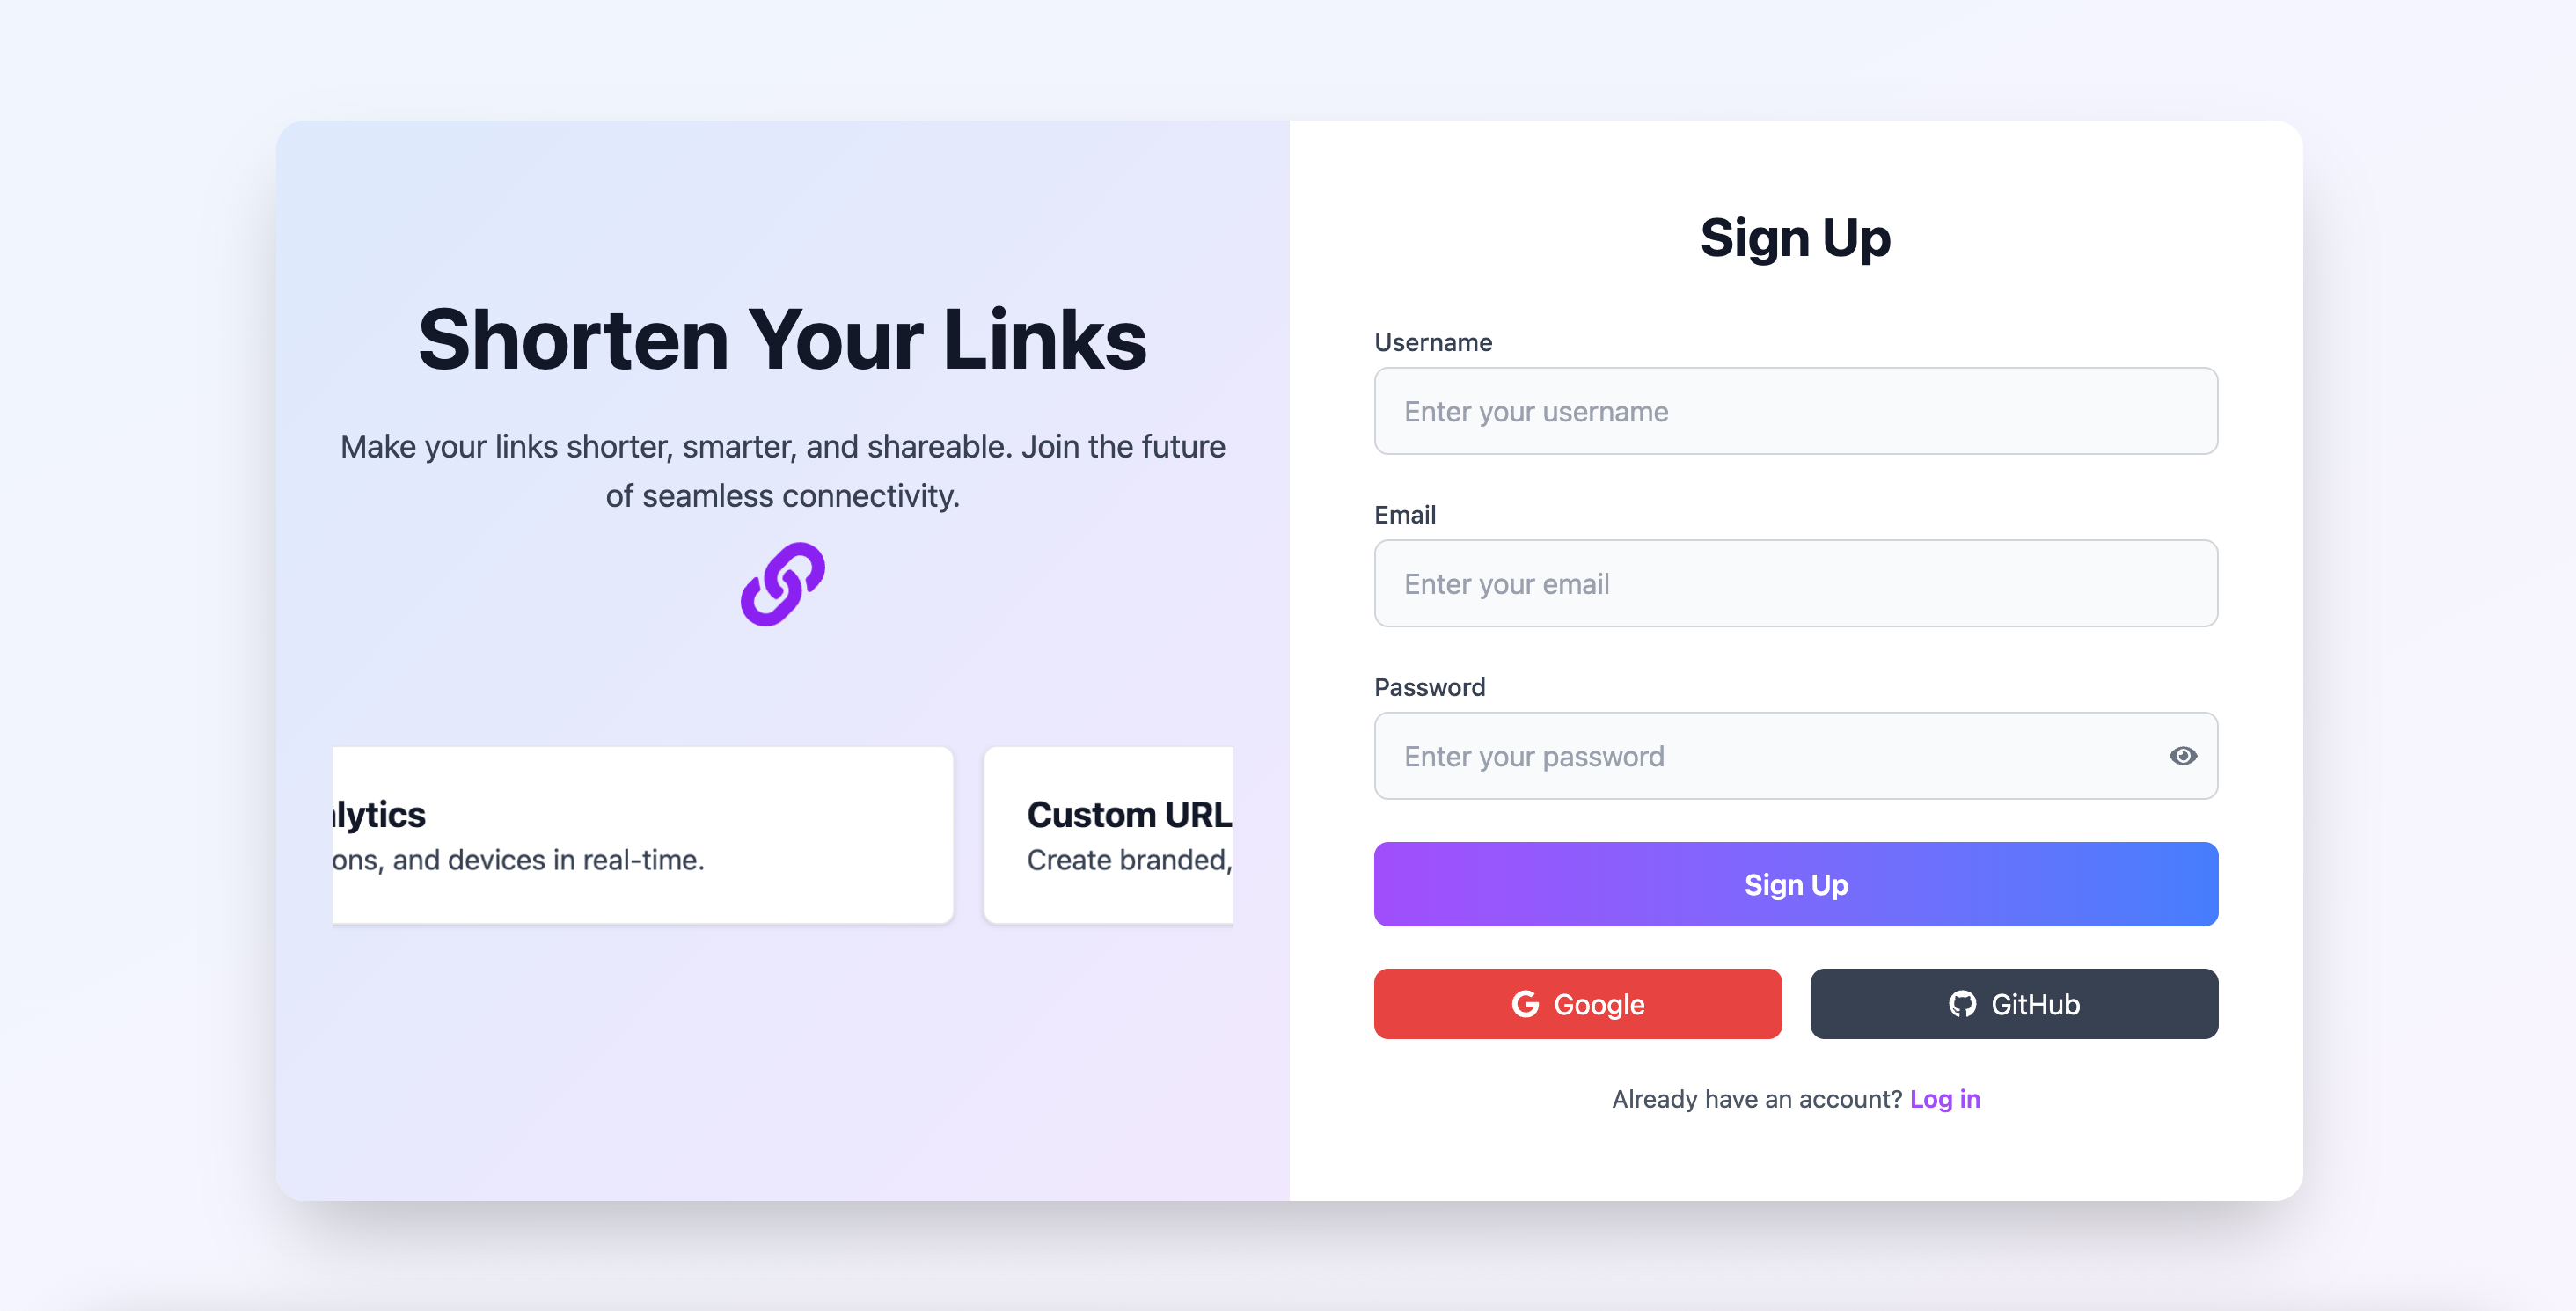 Shorten Your Links
Make your links shorter, smarter, and shareable. Join the future
of seamless connectivity.
lytics
ons, and devices in real-time.
Custom URL
Create branded,
Sign Up
Username
Enter your username
Email
Enter your email
Password
Enter your password
Sign Up
Google
GitHub
Already have an account? Log in